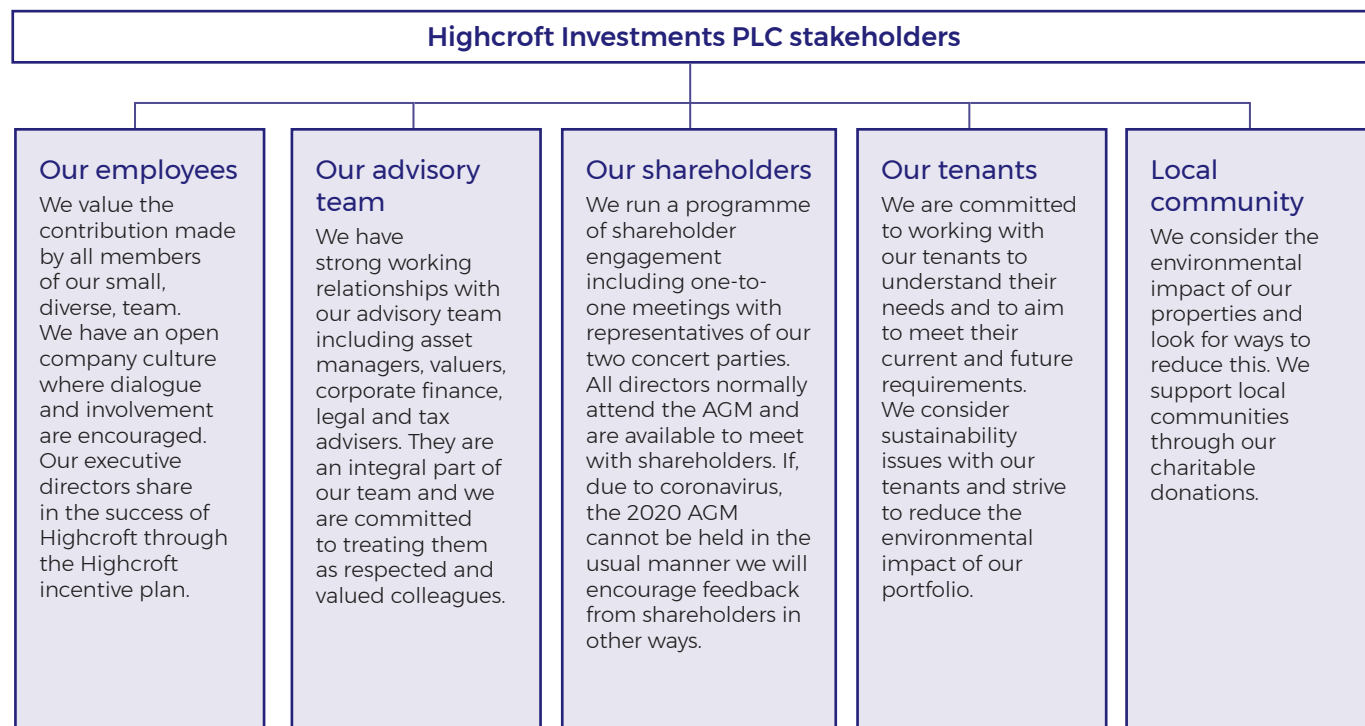 Highcroft Investments PLC stakeholders
Our employees
We value the
contribution made
by all members
of our small,
diverse, team.
We have an open
company culture
where dialogue
and involvement
are encouraged.
Our executive
directors share
in the success of
Highcroft through
the Highcroft
incentive plan.
Our advisory
team
We have
strong working
relationships with
our advisory team
including asset
managers, valuers,
corporate finance,
legal and tax
advisers. They are
an integral part of
our team and we
are committed
to treating them
as respected and
valued colleagues.
Our shareholders
We run a programme
of shareholder
engagement
including one-to-
one meetings with
representatives of our
two concert parties.
All directors normally
attend the AGM and
are available to meet
with shareholders. If,
due to coronavirus,
the 2020 AGM
cannot be held in the
usual manner we will
encourage feedback
from shareholders in
other ways.
Our tenants
We are committed
to working with
our tenants to
understand their
needs and to aim
to meet their
current and future
requirements.
We consider
sustainability
issues with our
tenants and strive
to reduce the
environmental
impact of our
portfolio.
Local
community
We consider the
environmental
impact of our
properties and
look for ways to
reduce this. We
support local
communities
through our
charitable
donations.